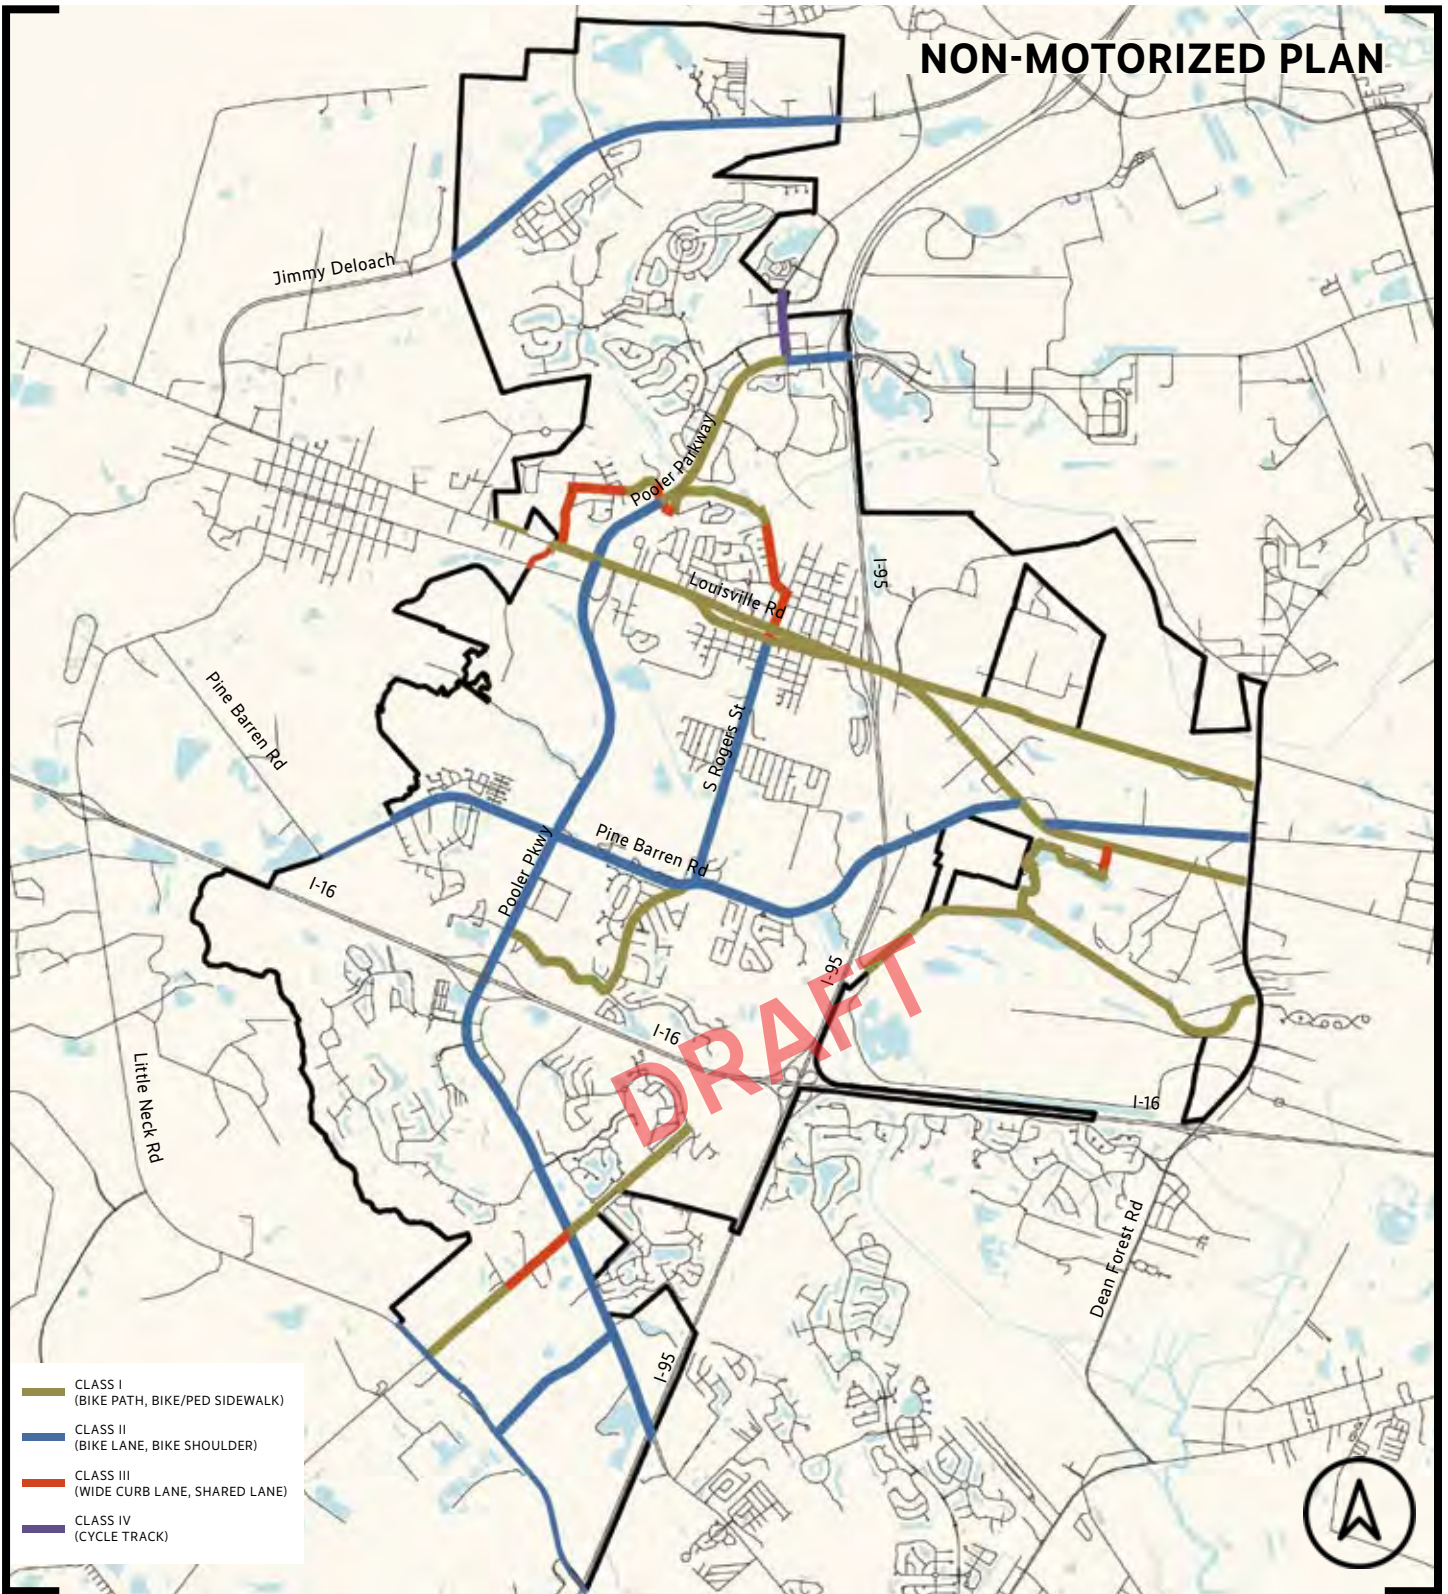 NON-MOTORIZED PLAN
Jimmy Deloach
Pooler Parkway
I-95
Louisville Rd
Pine Barren Rd
S Rogers St
Pine Barren Rd
Pooler Pkwy
I-16
I-95
I-16
DRAFT
Little Neck Rd
I-16
Dean Forest Rd
I-95
CLASS I
(BIKE PATH, BIKE/PED SIDEWALK)
CLASS II
(BIKE LANE, BIKE SHOULDER)
CLASS III
(WIDE CURB LANE, SHARED LANE)
CLASS IV
(CYCLE TRACK)